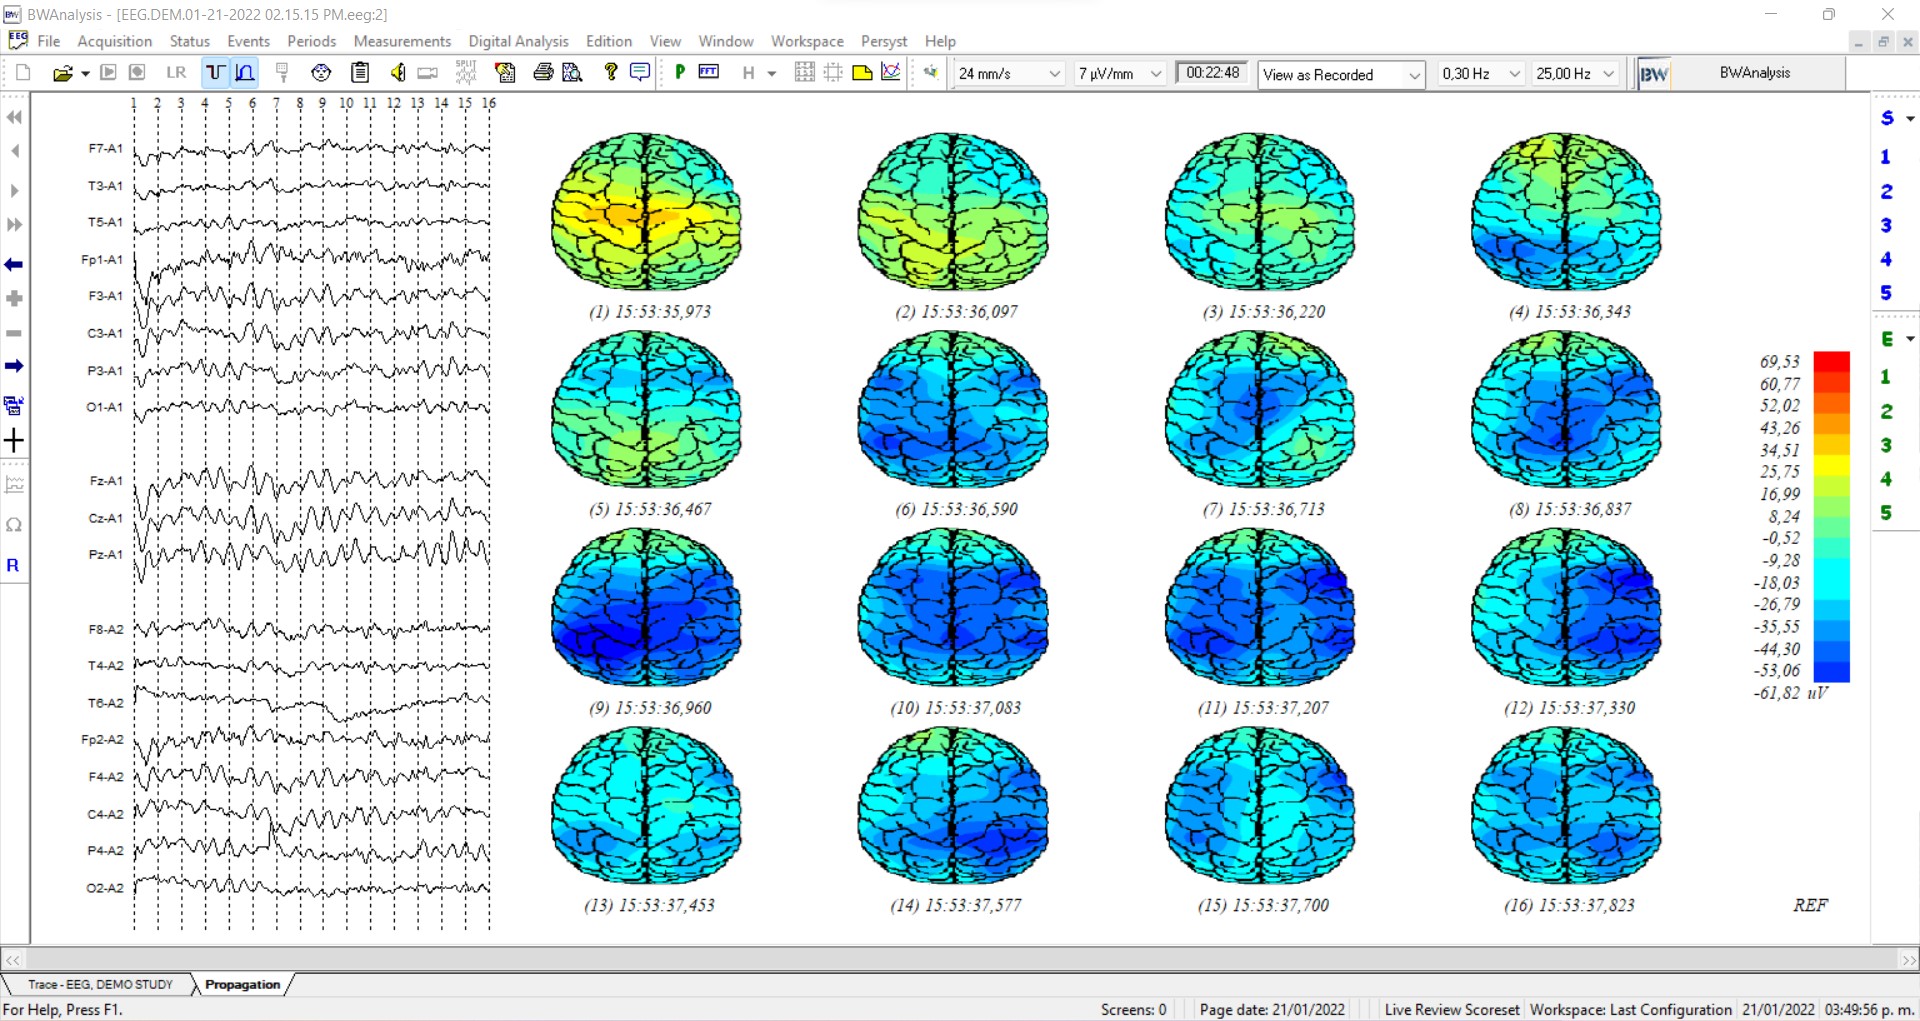 BWAnalysis - [EEG.DEM.01-21-2022 02.15.15 PM.eeg:2]
EEG File Acquisition Status Events Periods Measurements Digital Analysis Edition View Window Workspace Persyst Help
LR SPLIT P FFT H 24 mm/s 7 µV/mm 00:22:48 View as Recorded 0,30 Hz 25,00 Hz BW BWAnalysis
1 2 3 4 5 6 7 8 9 10 11 12 13 14 15 16
F7-A1
T3-A1
T5-A1
Fp1-A1
F3-A1
C3-A1
P3-A1
O1-A1
Fz-A1
Cz-A1
Pz-A1
F8-A2
T4-A2
T6-A2
Fp2-A2
F4-A2
C4-A2
P4-A2
O2-A2
(1) 15:53:35,973 (2) 15:53:36,097 (3) 15:53:36,220 (4) 15:53:36,343
(5) 15:53:36,467 (6) 15:53:36,590 (7) 15:53:36,713 (8) 15:53:36,837
(9) 15:53:36,960 (10) 15:53:37,083 (11) 15:53:37,207 (12) 15:53:37,330
(13) 15:53:37,453 (14) 15:53:37,577 (15) 15:53:37,700 (16) 15:53:37,823
69,53
60,77
52,02
43,26
34,51
25,75
16,99
8,24
-0,52
-9,28
-18,03
-26,79
-35,55
-44,30
-53,06
-61,82 uV
REF
S
1
2
3
4
5
E
1
2
3
4
5
R
Trace - EEG, DEMO STUDY Propagation
For Help, Press F1. Screens: 0 Page date: 21/01/2022 Live Review Scoreset Workspace: Last Configuration 21/01/2022 03:49:56 p. m.